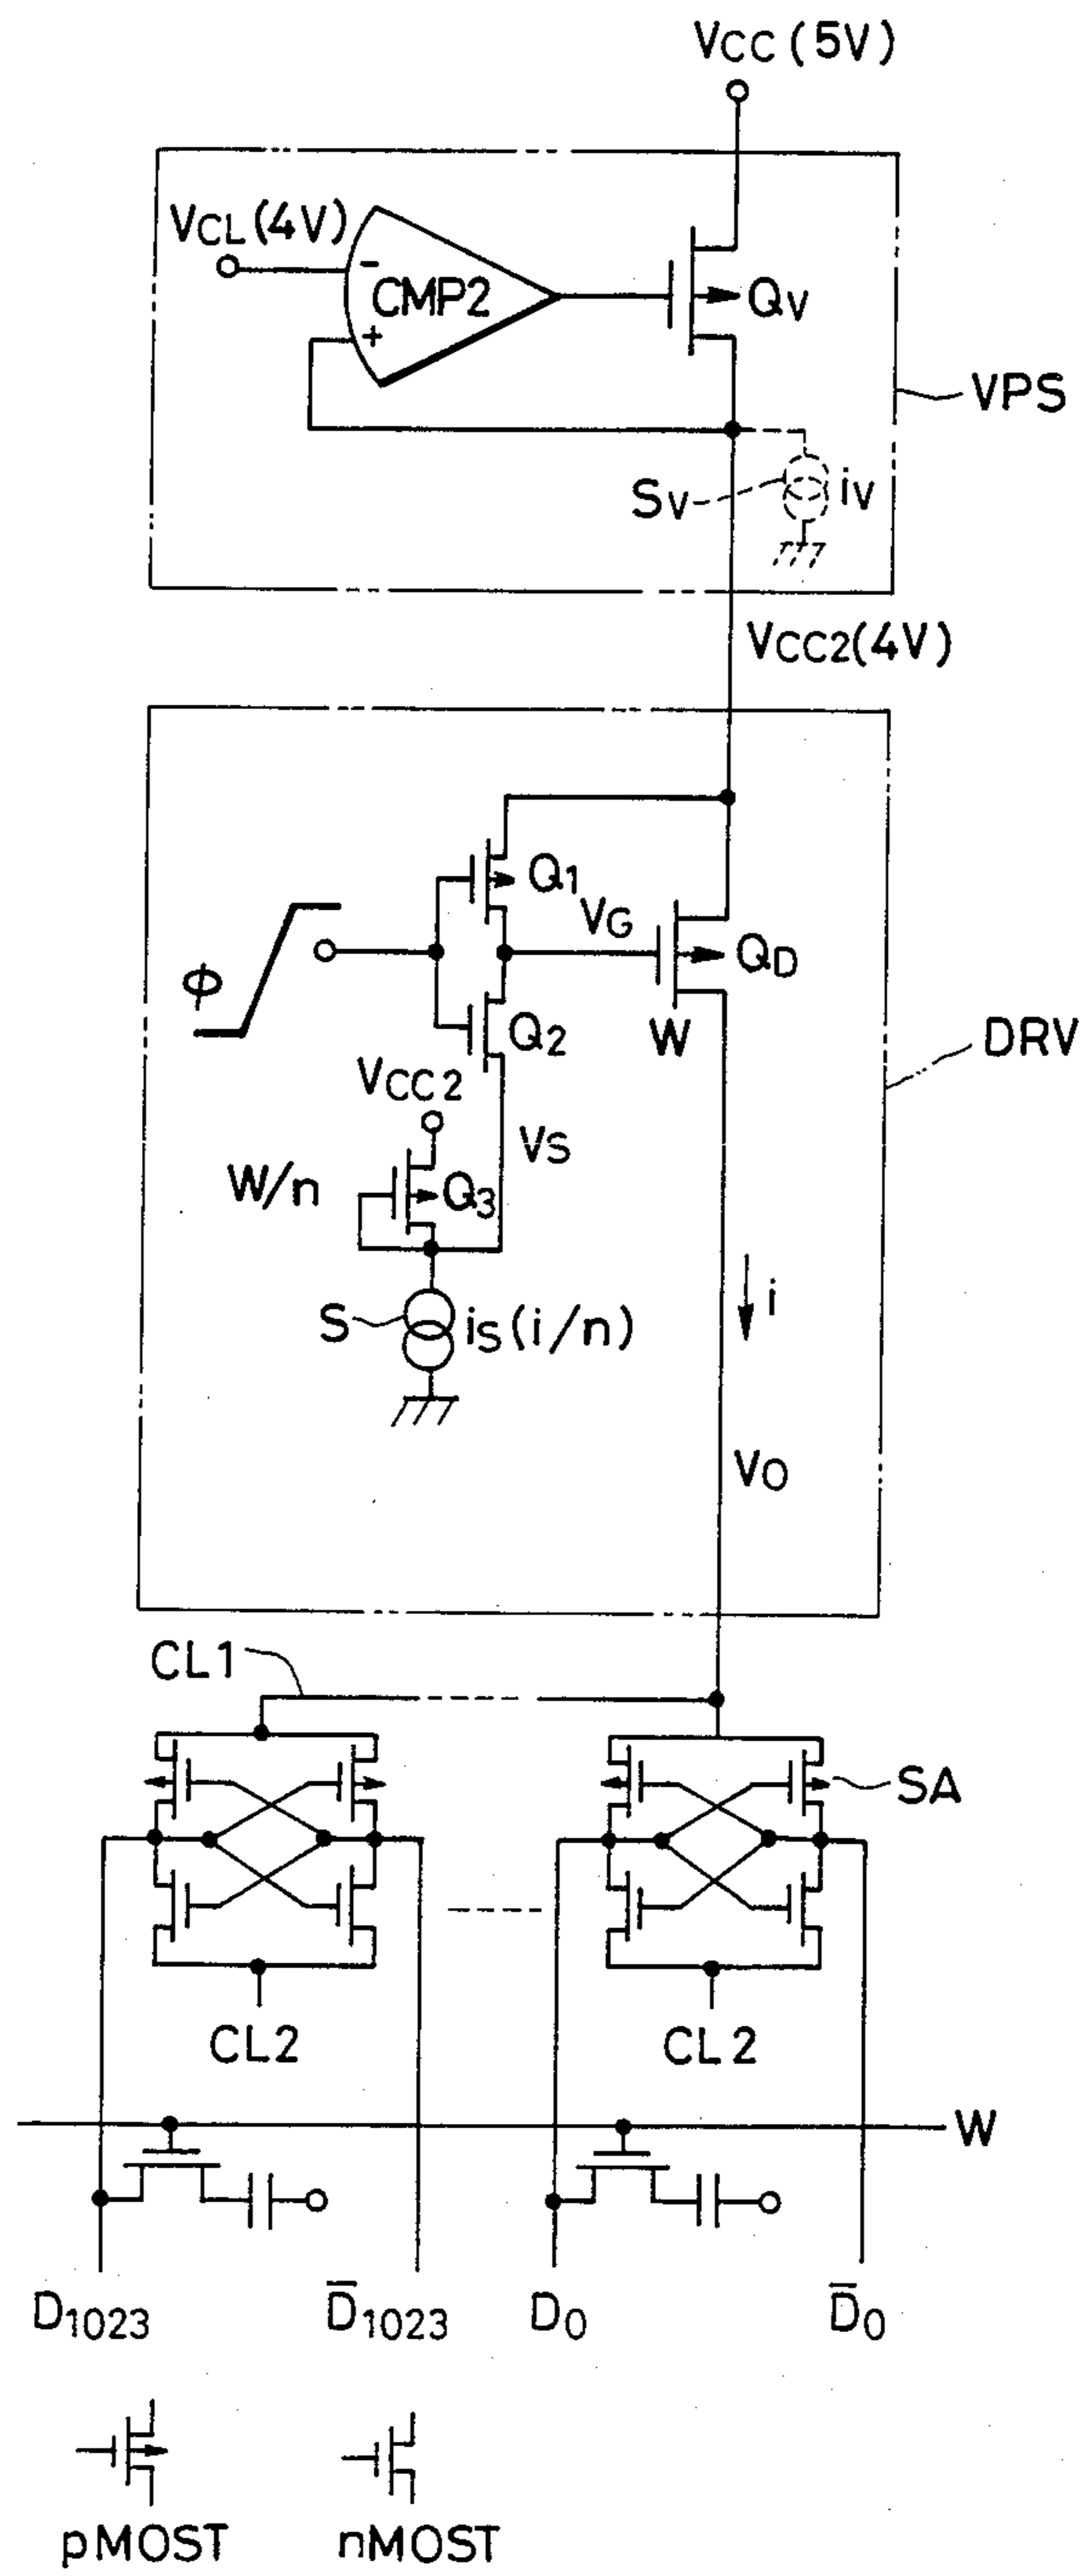 VCC (5V)
VCL (4V)
-
CMP2
+
QV
VPS
SV
iV
VCC2 (4V)
Q1
VG
QD
φ
Q2
W
DRV
VCC2
VS
W/n
Q3
S
iS (i/n)
i
VO
CL1
SA
CL2
CL2
W
D1023
D̅1023
D0
D̅0
pMOST
nMOST